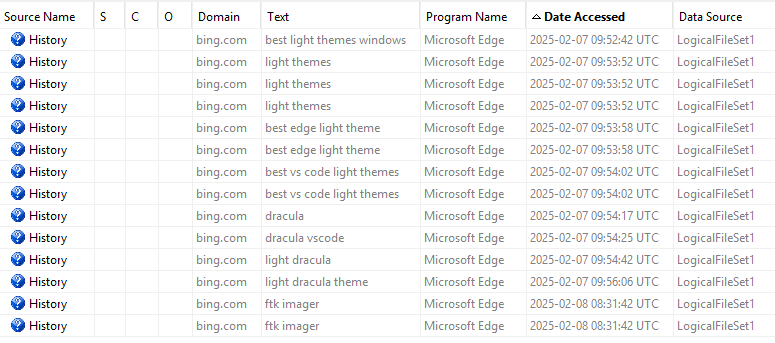 Source Name S C O Domain Text Program Name Date Accessed Data Source
History bing.com best light themes windows Microsoft Edge 2025-02-07 09:52:42 UTC LogicalFileSet1
History bing.com light themes Microsoft Edge 2025-02-07 09:53:52 UTC LogicalFileSet1
History bing.com light themes Microsoft Edge 2025-02-07 09:53:52 UTC LogicalFileSet1
History bing.com light themes Microsoft Edge 2025-02-07 09:53:52 UTC LogicalFileSet1
History bing.com best edge light theme Microsoft Edge 2025-02-07 09:53:58 UTC LogicalFileSet1
History bing.com best edge light theme Microsoft Edge 2025-02-07 09:53:58 UTC LogicalFileSet1
History bing.com best vs code light themes Microsoft Edge 2025-02-07 09:54:02 UTC LogicalFileSet1
History bing.com best vs code light themes Microsoft Edge 2025-02-07 09:54:02 UTC LogicalFileSet1
History bing.com dracula Microsoft Edge 2025-02-07 09:54:17 UTC LogicalFileSet1
History bing.com dracula vscode Microsoft Edge 2025-02-07 09:54:25 UTC LogicalFileSet1
History bing.com light dracula Microsoft Edge 2025-02-07 09:54:42 UTC LogicalFileSet1
History bing.com light dracula theme Microsoft Edge 2025-02-07 09:56:06 UTC LogicalFileSet1
History bing.com ftk imager Microsoft Edge 2025-02-08 08:31:42 UTC LogicalFileSet1
History bing.com ftk imager Microsoft Edge 2025-02-08 08:31:42 UTC LogicalFileSet1